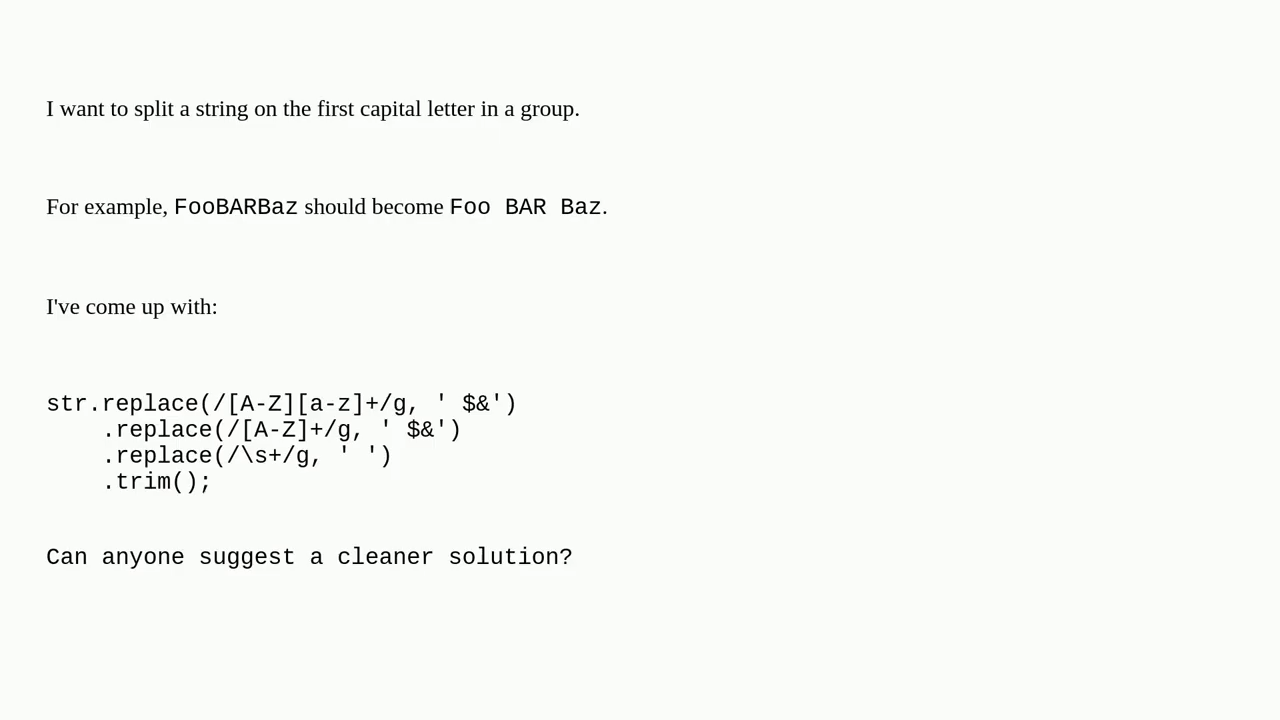 I want to split a string on the first capital letter in a group.
For example, FooBARBaz should become Foo BAR Baz.
I've come up with:
str.replace(/[A-Z][a-z]+/g, ' $&')
    .replace(/[A-Z]+/g, ' $&')
    .replace(/\s+/g, ' ')
    .trim();
Can anyone suggest a cleaner solution?